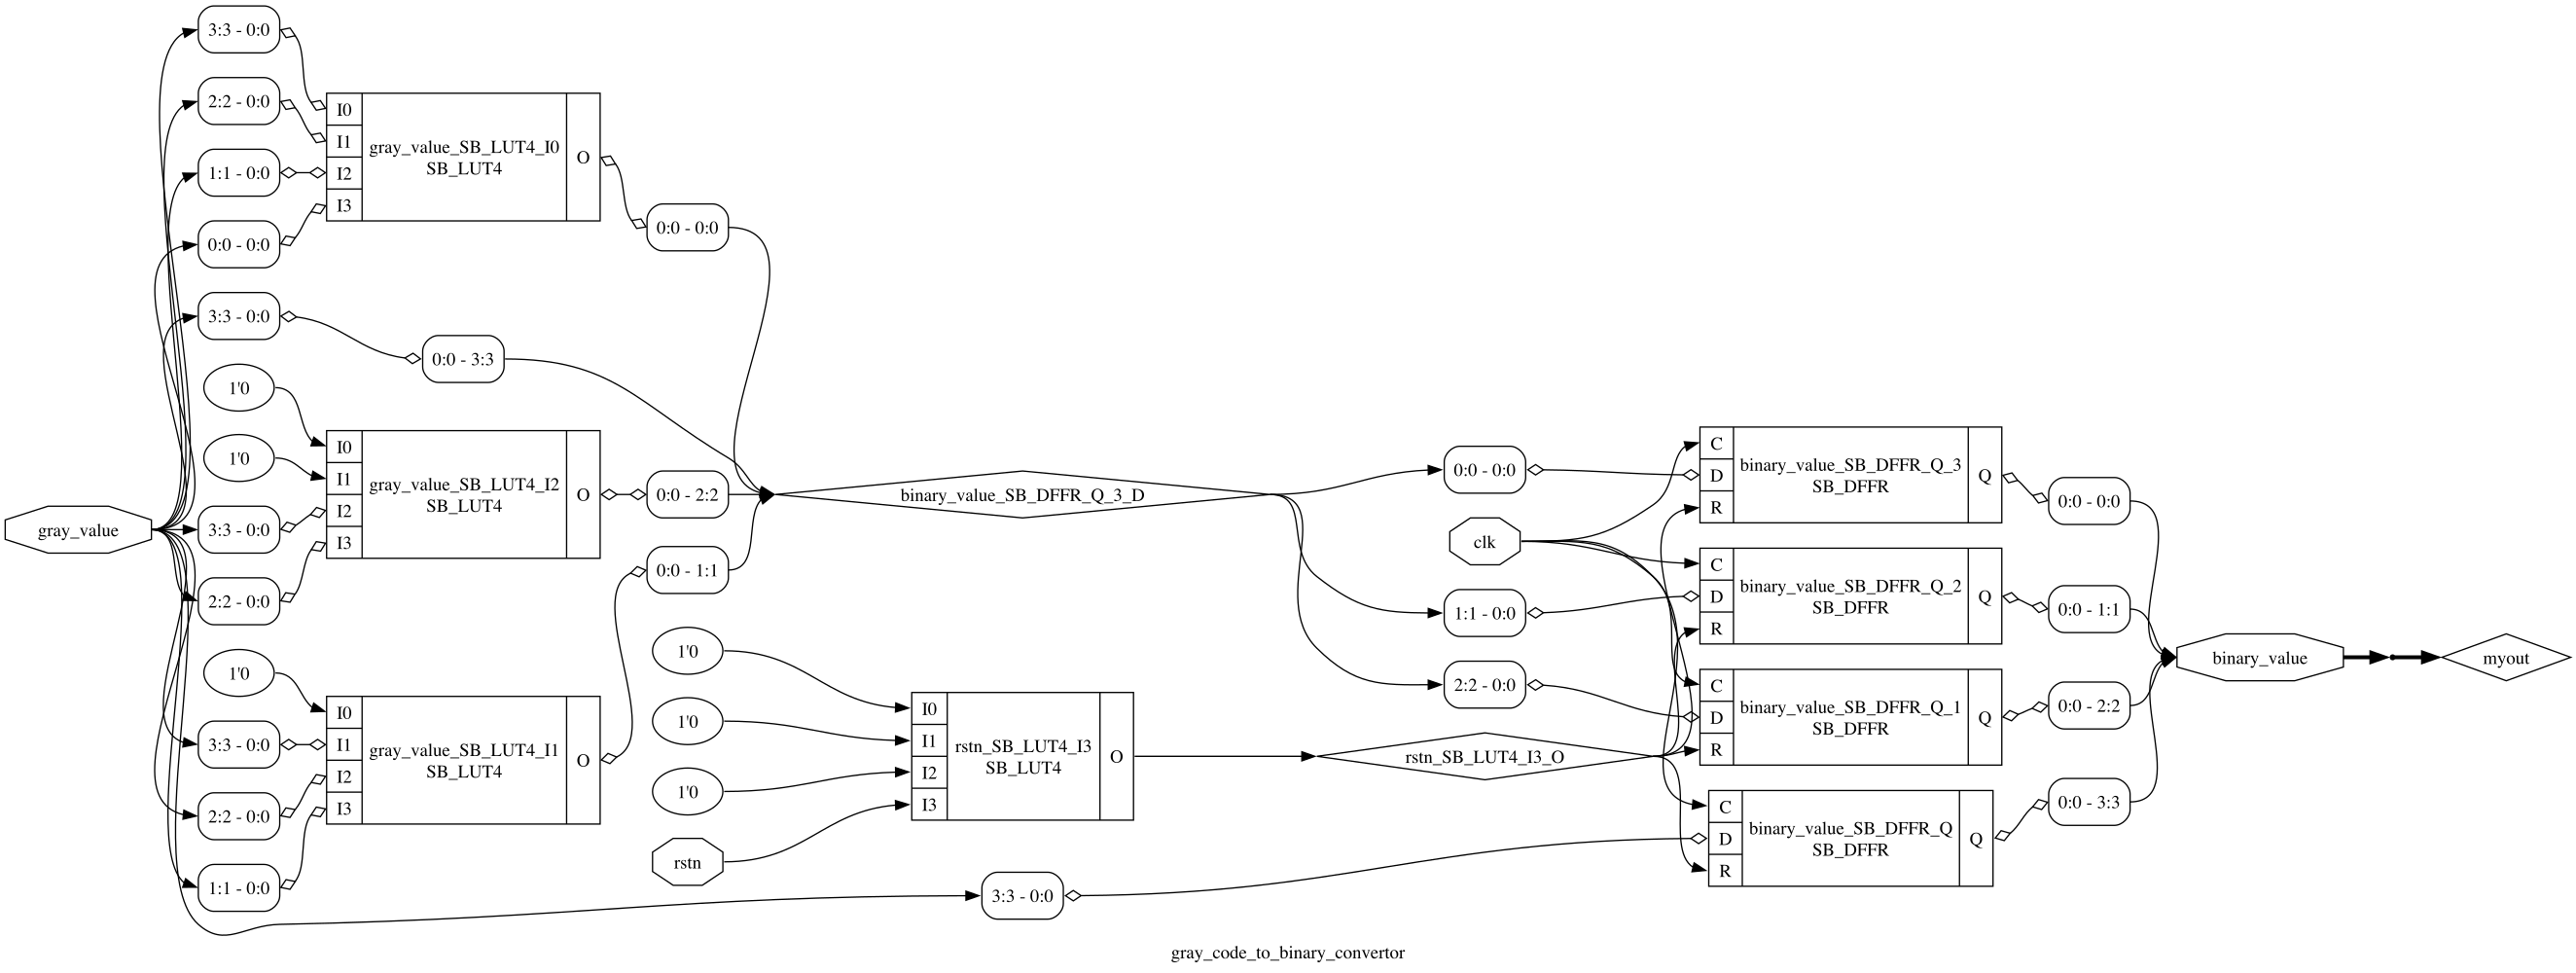 3:3 - 0:0
2:2 - 0:0
1:1 - 0:0
0:0 - 0:0
I0
I1
I2
I3
gray_value_SB_LUT4_I0
SB_LUT4
O
0:0 - 0:0
3:3 - 0:0
0:0 - 3:3
1'0
1'0
3:3 - 0:0
2:2 - 0:0
I0
I1
I2
I3
gray_value_SB_LUT4_I2
SB_LUT4
O
0:0 - 2:2
gray_value
1'0
3:3 - 0:0
2:2 - 0:0
1:1 - 0:0
I0
I1
I2
I3
gray_value_SB_LUT4_I1
SB_LUT4
O
0:0 - 1:1
binary_value_SB_DFFR_Q_3_D
1'0
1'0
1'0
rstn
I0
I1
I2
I3
rstn_SB_LUT4_I3
SB_LUT4
O
rstn_SB_LUT4_I3_O
3:3 - 0:0
0:0 - 0:0
clk
1:1 - 0:0
2:2 - 0:0
C
D
R
binary_value_SB_DFFR_Q_3
SB_DFFR
Q
0:0 - 0:0
C
D
R
binary_value_SB_DFFR_Q_2
SB_DFFR
Q
0:0 - 1:1
C
D
R
binary_value_SB_DFFR_Q_1
SB_DFFR
Q
0:0 - 2:2
C
D
R
binary_value_SB_DFFR_Q
SB_DFFR
Q
0:0 - 3:3
binary_value
myout
gray_code_to_binary_convertor